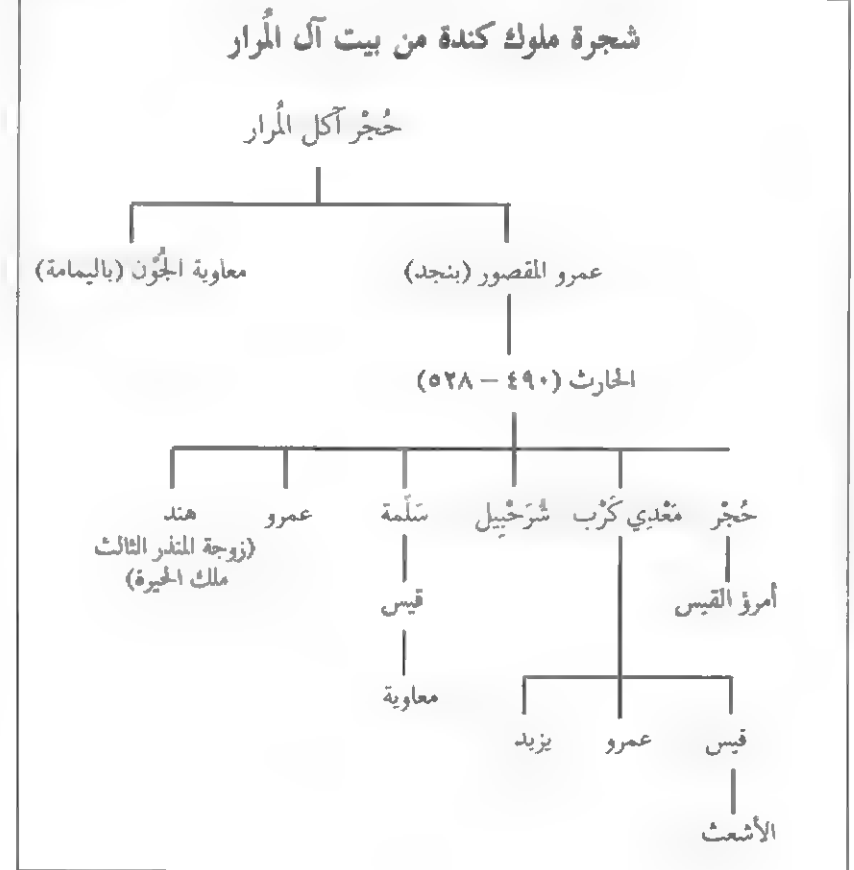 شجرة ملوك كندة من بيت آل المُرار
حُجْر آكل المُرار
عمرو المقصور (بنجد) معاوية الجُوْن (باليمامة)
الحارث (٤٩٠ – ٥٢٨)
حُجْر مَعْدِي كَرْب شُرَحْبِيل سَلَمة عمرو هند
(زوجة المنذر الثالث
ملك الحيرة)
أمرؤ القيس قيس
معاوية
قيس عمرو يزيد
الأشعث